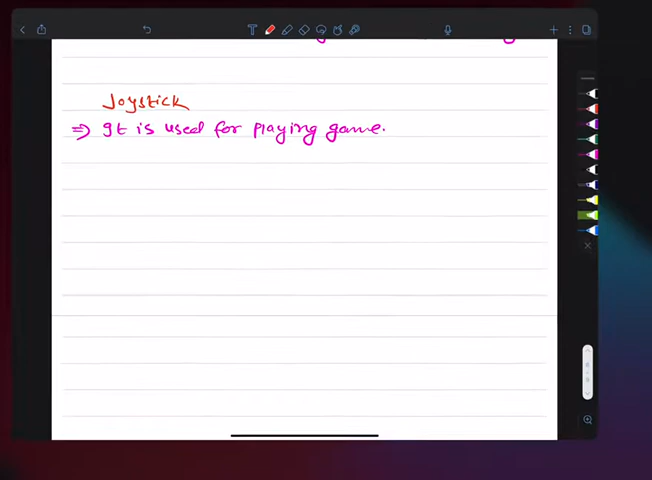 Joystick
⇒ It is used for playing game.